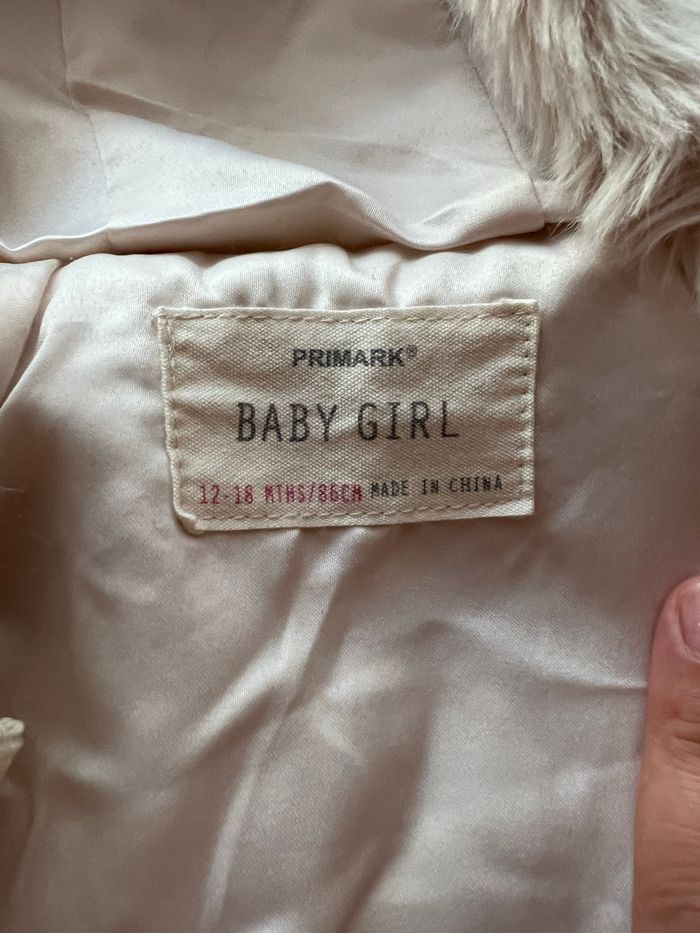 PRIMARK®
BABY GIRL
12-18 MTHS/86CM MADE IN CHINA